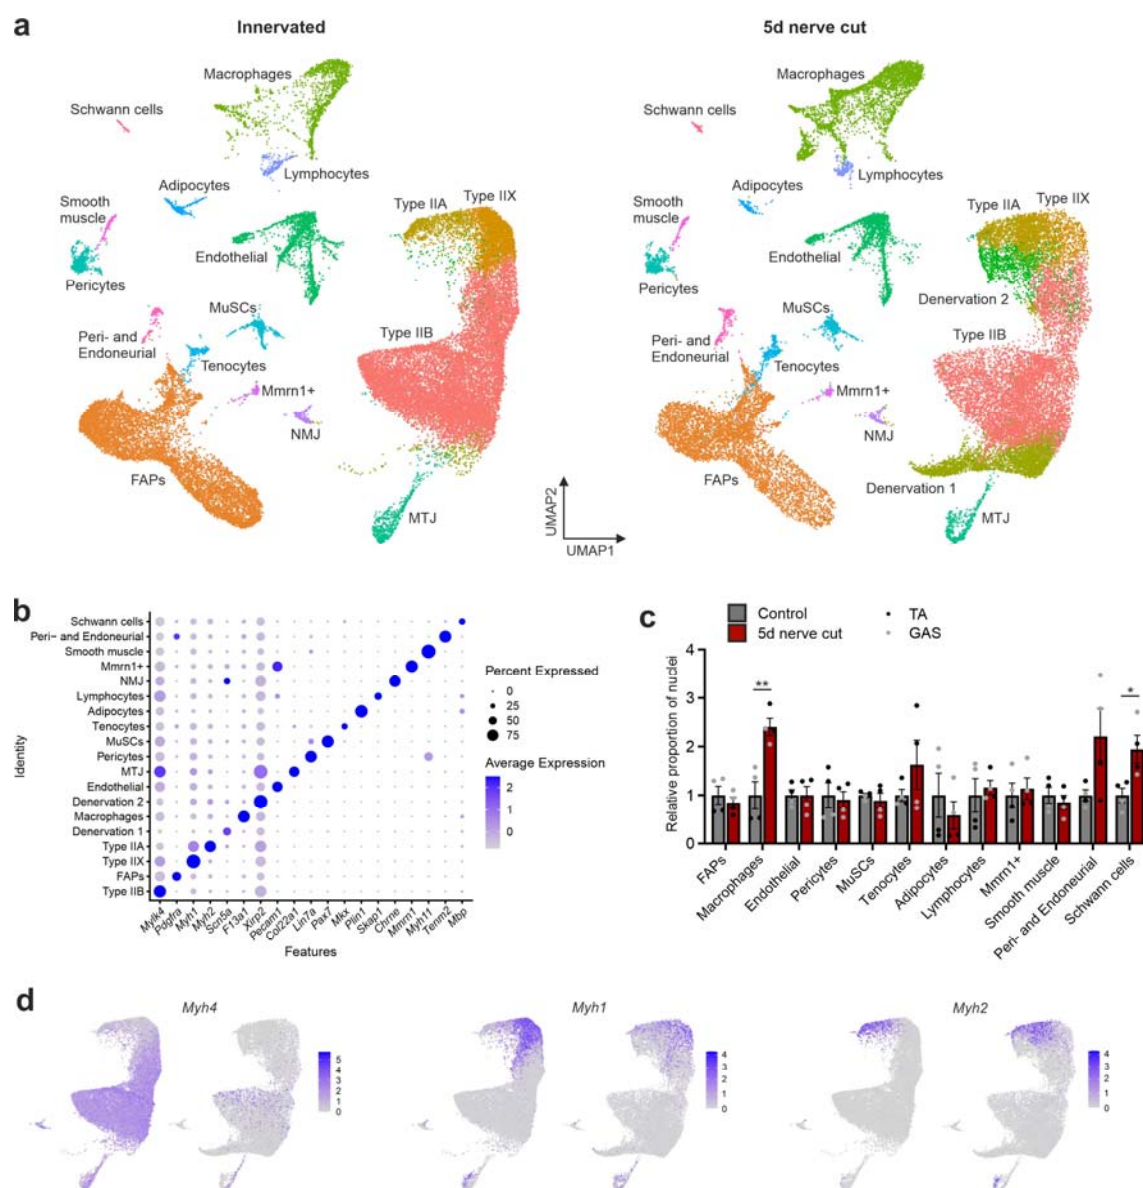 a
Innervated
5d nerve cut
Macrophages
Schwann cells
Lymphocytes
Adipocytes
Smooth
muscle
Type IIA
Type IIX
Endothelial
Pericytes
MuSCs
Type IIB
Peri- and
Endoneurial
Tenocytes
Mmrn1+
NMJ
FAPs
MTJ
UMAP2
UMAP1
Macrophages
Schwann cells
Lymphocytes
Adipocytes
Smooth
muscle
Type IIA
Type IIX
Endothelial
Pericytes
Denervation 2
MuSCs
Type IIB
Peri- and
Endoneurial
Tenocytes
Mmrn1+
NMJ
FAPs
Denervation 1
MTJ
b
Identity
Schwann cells
Peri- and Endoneurial
Smooth muscle
Mmrn1+
NMJ
Lymphocytes
Adipocytes
Tenocytes
MuSCs
Pericytes
MTJ
Endothelial
Denervation 2
Macrophages
Denervation 1
Type IIA
Type IIX
FAPs
Type IIB
Mylk4
Pdgfra
Myh1
Myh2
Scn5a
F13a1
Xirp2
Pecam1
Col22a1
Lin7a
Pax7
Mkx
Plin1
Skap1
Chrne
Mmrn1
Myh11
Tenm2
Mbp
Features
Percent Expressed
0
25
50
75
Average Expression
2
1
0
c
Control
5d nerve cut
TA
GAS
Relative proportion of nuclei
4
3
2
1
0
**
*
FAPs
Macrophages
Endothelial
Pericytes
MuSCs
Tenocytes
Adipocytes
Lymphocytes
Mmrn1+
Smooth muscle
Peri- and Endoneurial
Schwann cells
d
Myh4
5
4
3
2
1
0
Myh1
4
3
2
1
0
Myh2
4
3
2
1
0